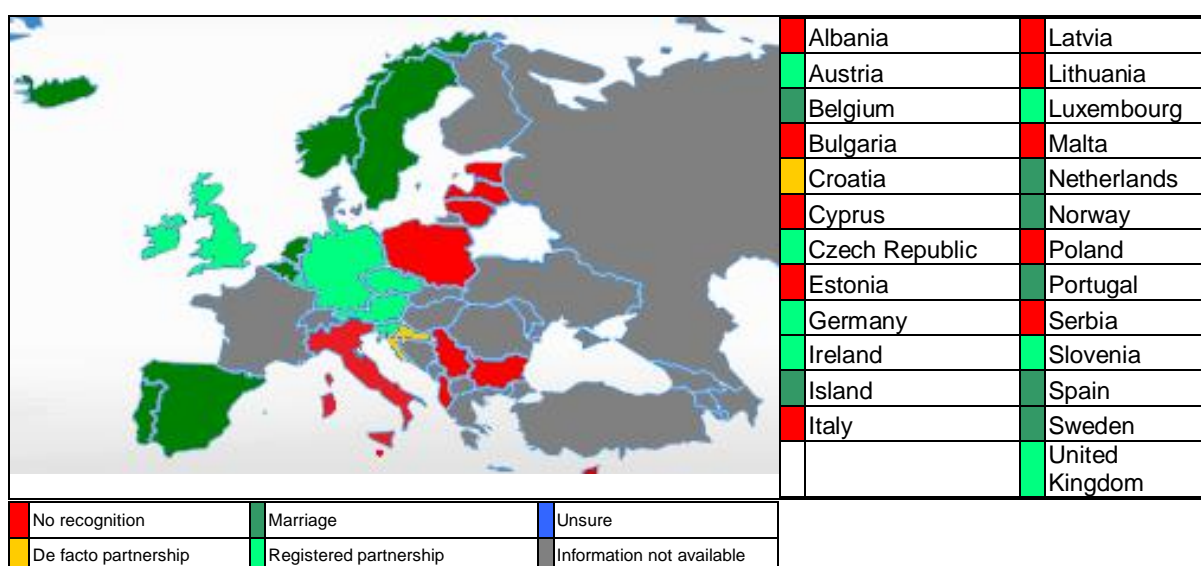 Albania
Latvia
Austria
Lithuania
Belgium
Luxembourg
Bulgaria
Malta
Croatia
Netherlands
Cyprus
Norway
Czech Republic
Poland
Estonia
Portugal
Germany
Serbia
Ireland
Slovenia
Island
Spain
Italy
Sweden
United
Kingdom
No recognition
Marriage
Unsure
De facto partnership
Registered partnership
Information not available